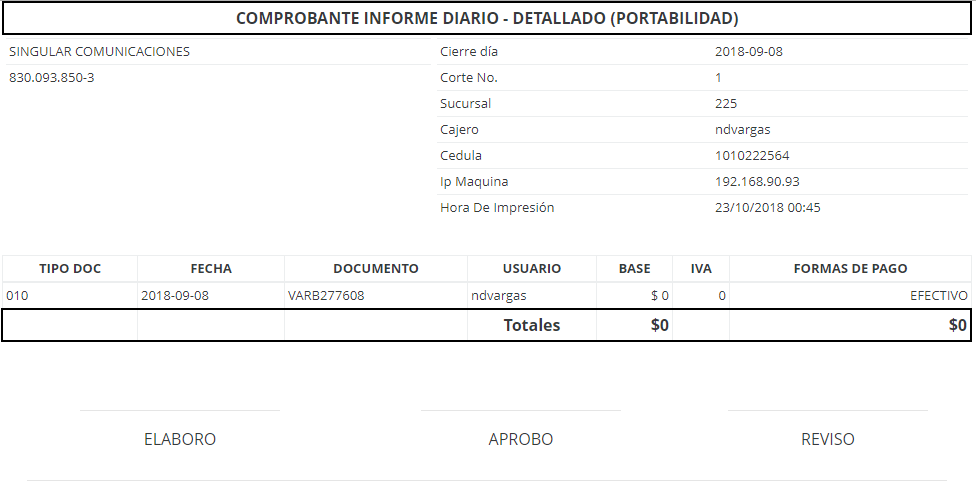 COMPROBANTE INFORME DIARIO - DETALLADO (PORTABILIDAD)
SINGULAR COMUNICACIONES
830.093.850-3
Cierre día 2018-09-08
Corte No. 1
Sucursal 225
Cajero ndvargas
Cedula 1010222564
Ip Maquina 192.168.90.93
Hora De Impresión 23/10/2018 00:45
TIPO DOC FECHA DOCUMENTO USUARIO BASE IVA FORMAS DE PAGO
010 2018-09-08 VARB277608 ndvargas $ 0 0 EFECTIVO
Totales $0 $0
ELABORO APROBO REVISO